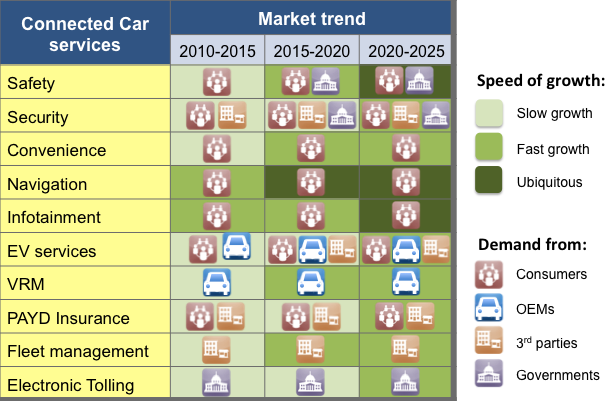 Connected Car
services
Market trend
2010-2015 2015-2020 2020-2025
Safety
Security
Convenience
Navigation
Infotainment
EV services
VRM
PAYD Insurance
Fleet management
Electronic Tolling
Speed of growth:
Slow growth
Fast growth
Ubiquitous
Demand from:
Consumers
OEMs
3rd parties
Governments